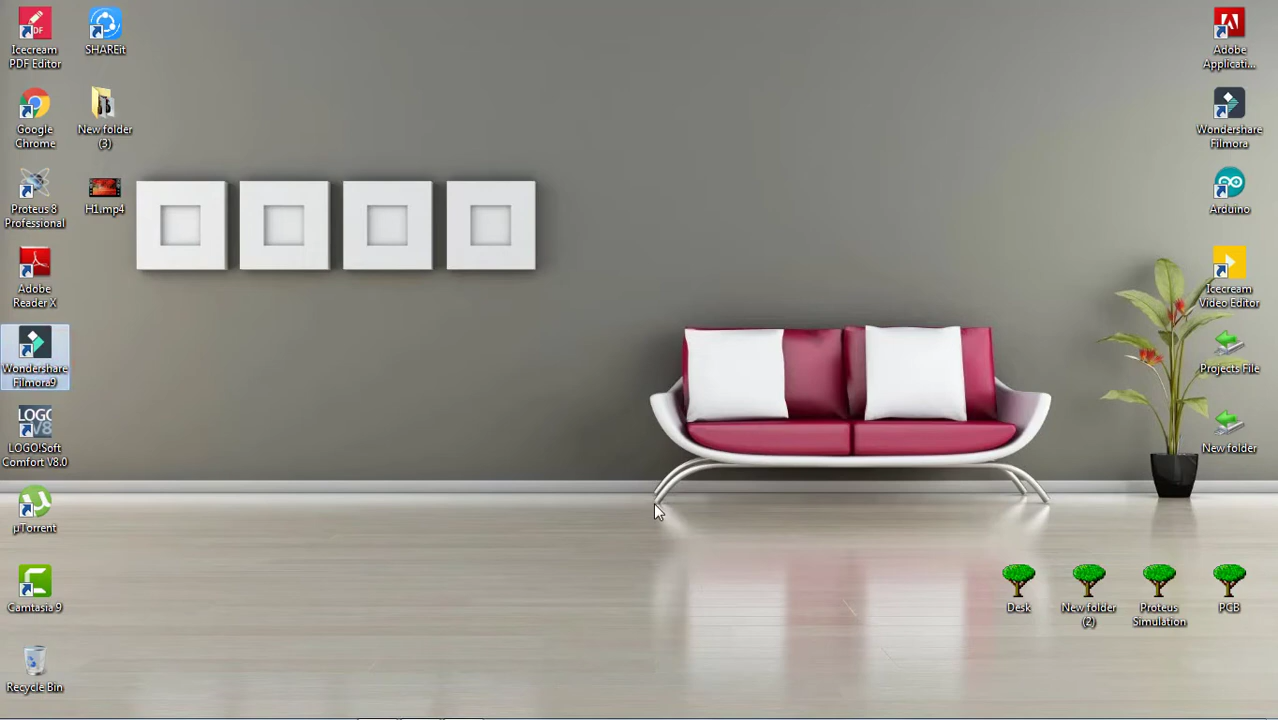 Icecream
PDF Editor
SHAREit
Google
Chrome
New folder
(3)
Proteus 8
Professional
H1.mp4
Adobe
Reader X
Wondershare
Filmora9
LOGO!Soft
Comfort V8.0
µTorrent
Camtasia 9
Recycle Bin
Adobe
Applicati...
Wondershare
Filmora
Arduino
Icecream
Video Editor
Projects File
New folder
Desk
New folder
(2)
Proteus
Simulation
PCB